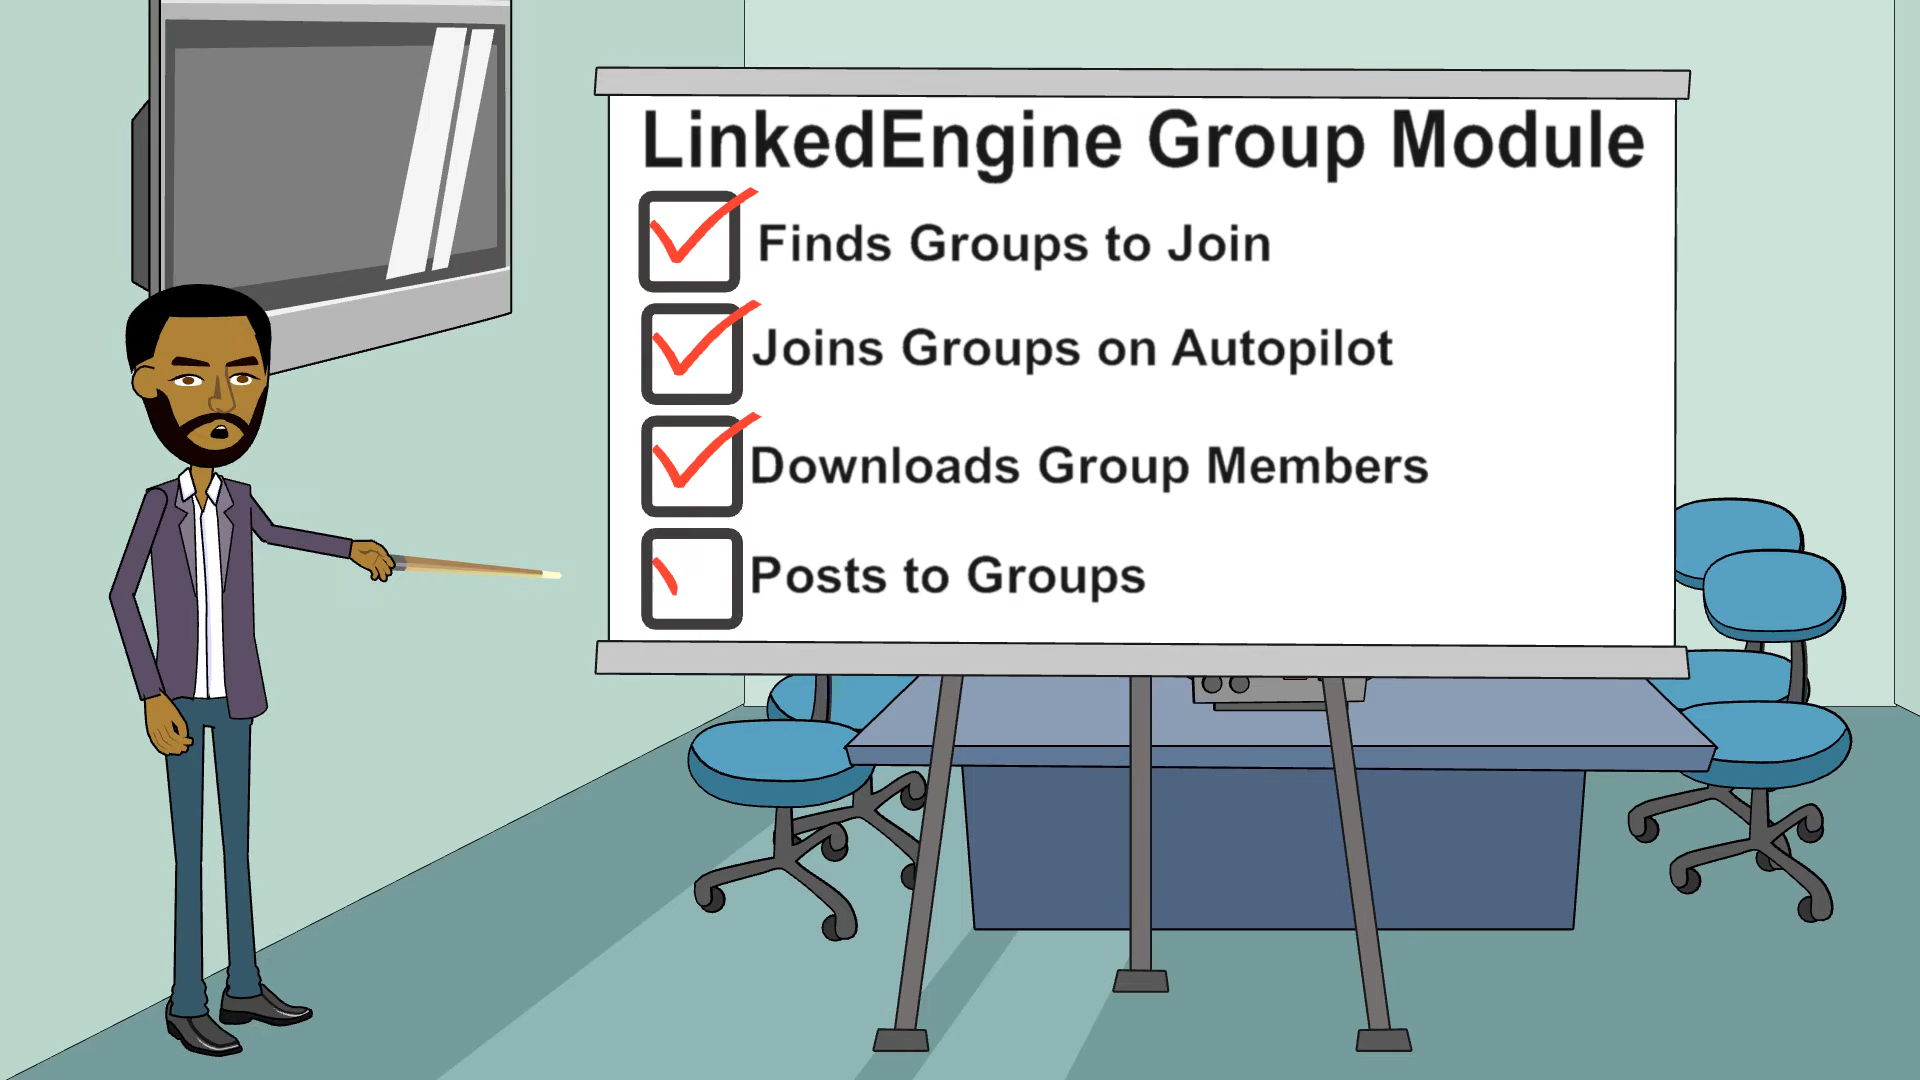 LinkedEngine Group Module
Finds Groups to Join
Joins Groups on Autopilot
Downloads Group Members
Posts to Groups